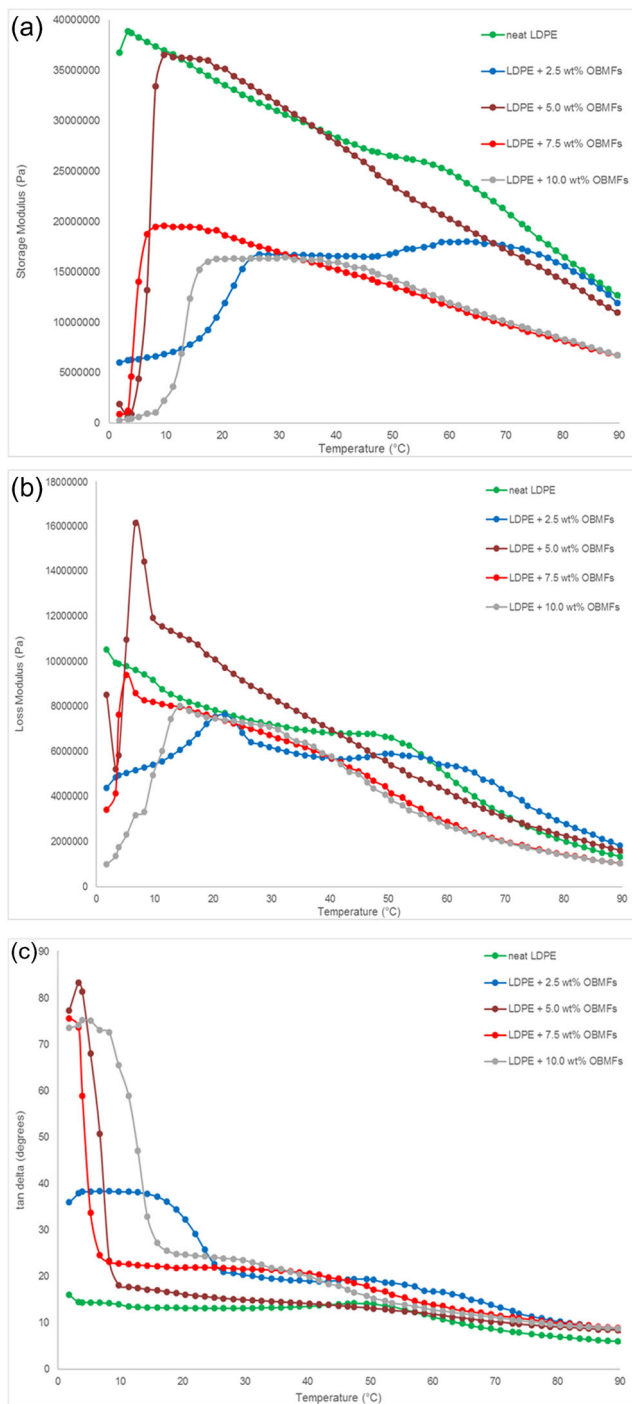 (a)
40000000
35000000
30000000
25000000
20000000
15000000
10000000
5000000
0
Storage Modulus (Pa)
neat LDPE
LDPE + 2.5 wt% OBMFs
LDPE + 5.0 wt% OBMFs
LDPE + 7.5 wt% OBMFs
LDPE + 10.0 wt% OBMFs
0 10 20 30 40 50 60 70 80 90
Temperature (°C)
(b)
18000000
16000000
14000000
12000000
10000000
8000000
6000000
4000000
2000000
0
Loss Modulus (Pa)
neat LDPE
LDPE + 2.5 wt% OBMFs
LDPE + 5.0 wt% OBMFs
LDPE + 7.5 wt% OBMFs
LDPE + 10.0 wt% OBMFs
0 10 20 30 40 50 60 70 80 90
Temperature (°C)
(c)
90
80
70
60
50
40
30
20
10
0
tan delta (degrees)
neat LDPE
LDPE + 2.5 wt% OBMFs
LDPE + 5.0 wt% OBMFs
LDPE + 7.5 wt% OBMFs
LDPE + 10.0 wt% OBMFs
0 10 20 30 40 50 60 70 80 90
Temperature (°C)